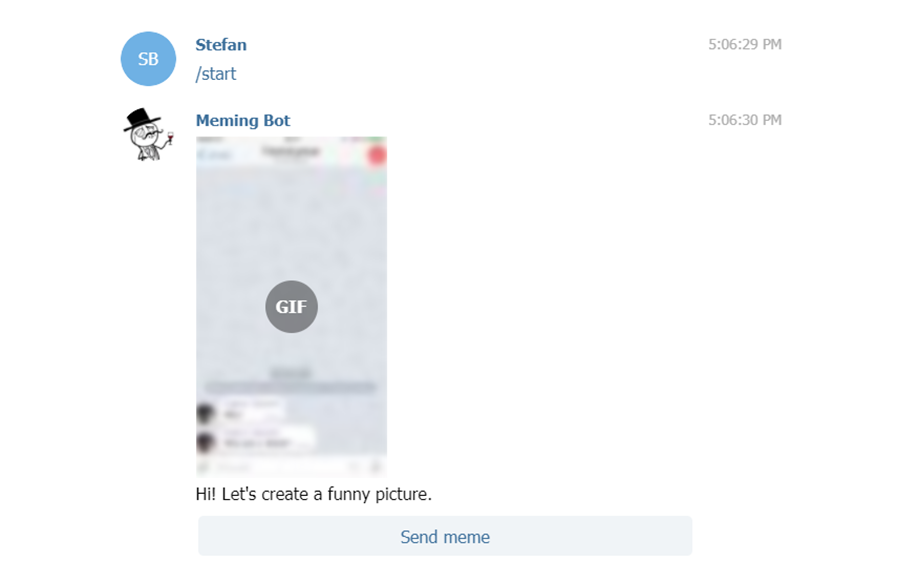 SB
Stefan
5:06:29 PM
/start
Meming Bot
5:06:30 PM
GIF
Hi! Let's create a funny picture.
Send meme